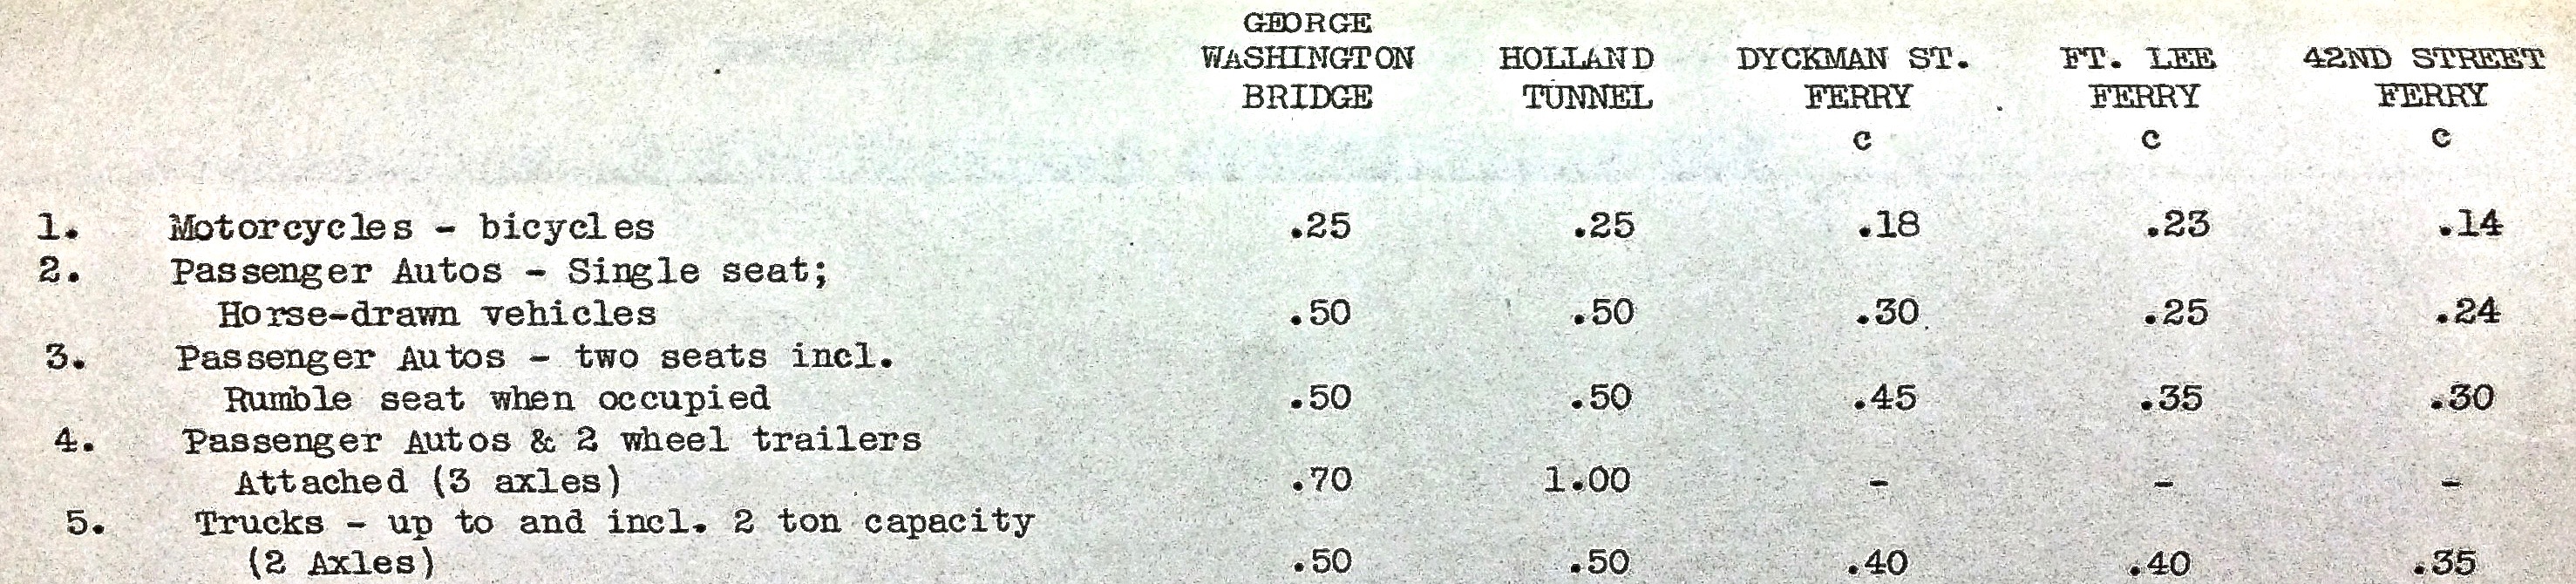 GEORGE
WASHINGTON HOLLAND DYCKMAN ST. FT. LEE 42ND STREET
BRIDGE TUNNEL FERRY FERRY FERRY
c c c
1. Motorcycles - bicycles .25 .25 .18 .23 .14
2. Passenger Autos - Single seat;
Horse-drawn vehicles .50 .50 .30 .25 .24
3. Passenger Autos - two seats incl.
Rumble seat when occupied .50 .50 .45 .35 .30
4. Passenger Autos & 2 wheel trailers
Attached (3 axles) .70 1.00 - - -
5. Trucks - up to and incl. 2 ton capacity
(2 Axles) .50 .50 .40 .40 .35